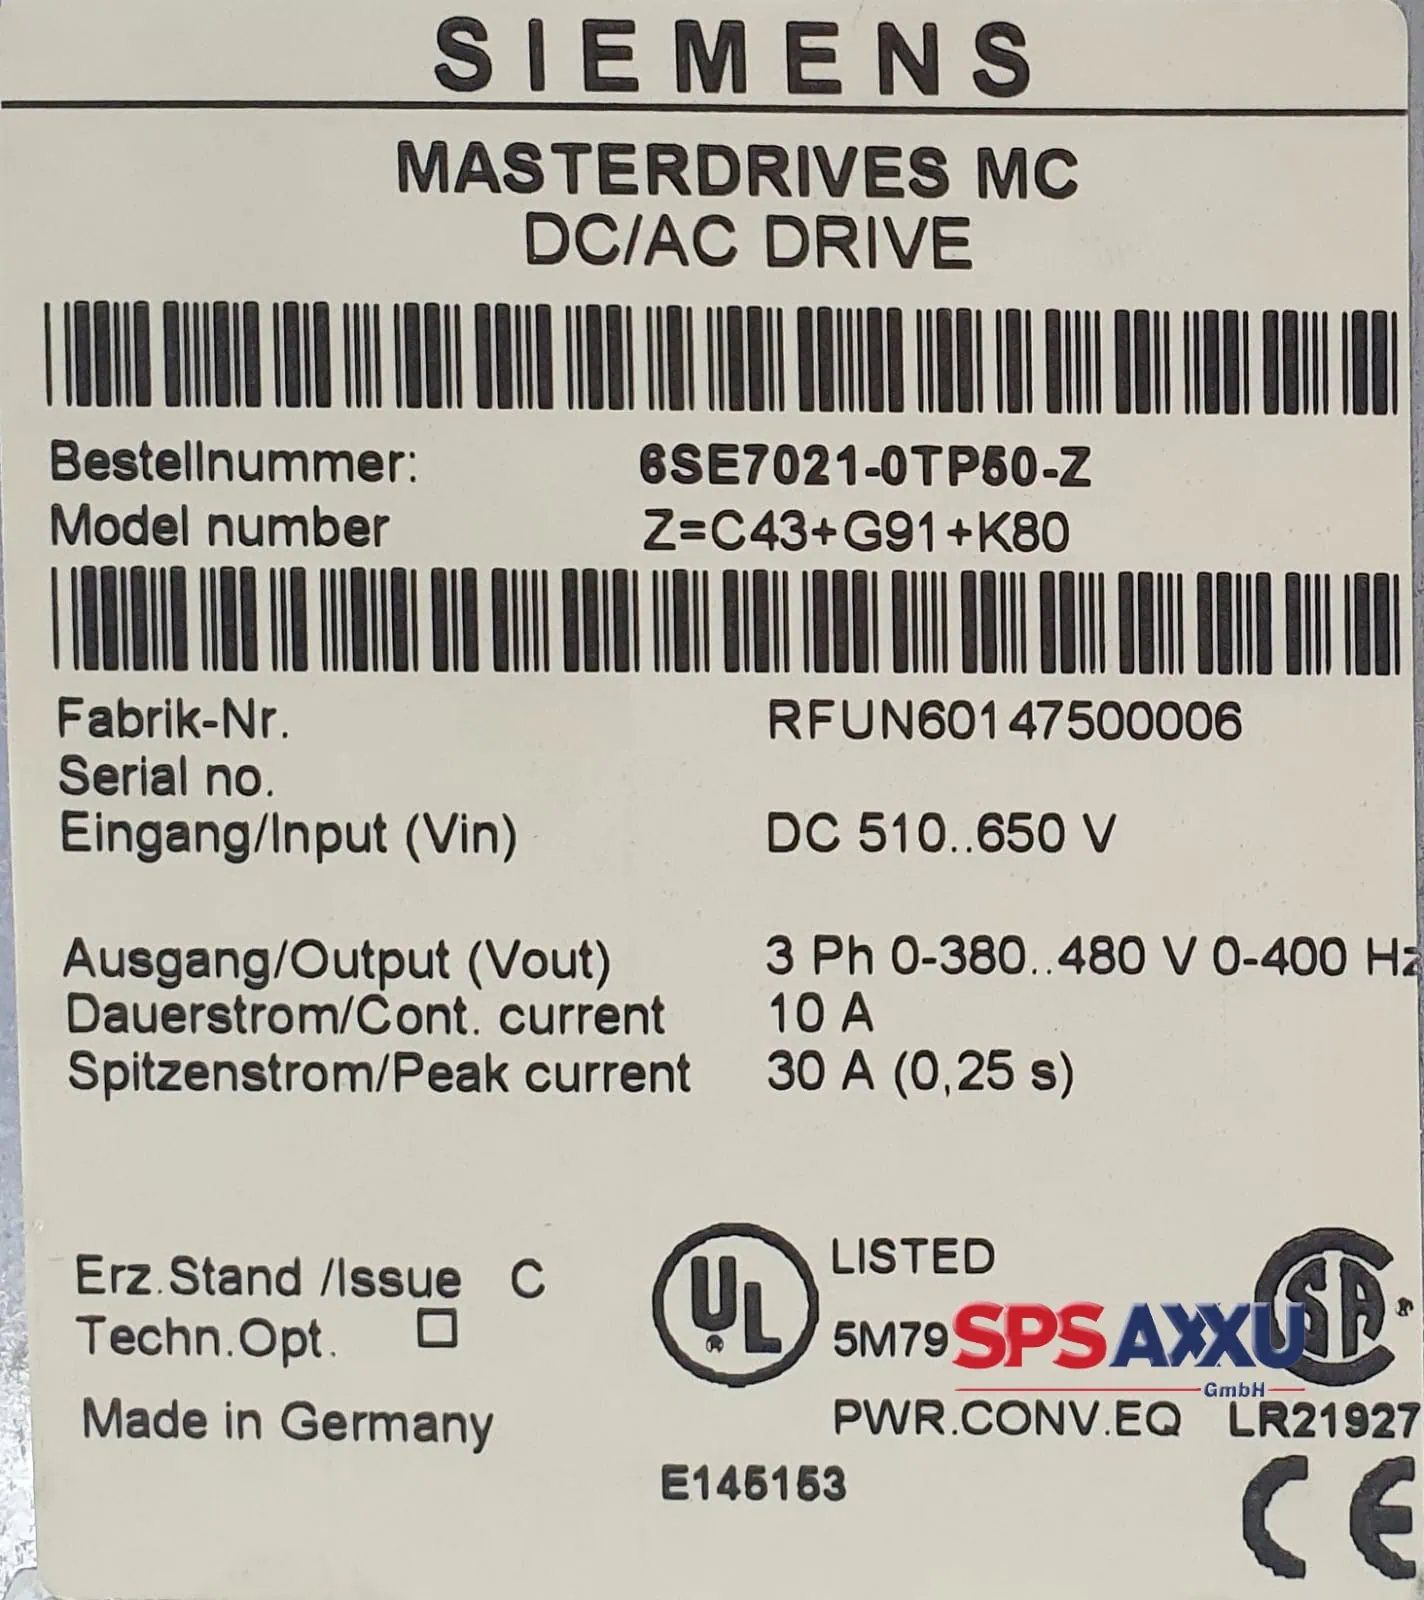 SIEMENS
MASTERDRIVES MC
DC/AC DRIVE
Bestellnummer: 6SE7021-0TP50-Z
Model number Z=C43+G91+K80
Fabrik-Nr. RFUN60147500006
Serial no.
Eingang/Input (Vin) DC 510..650 V
Ausgang/Output (Vout) 3 Ph 0-380..480 V 0-400 Hz
Dauerstrom/Cont. current 10 A
Spitzenstrom/Peak current 30 A (0,25 s)
Erz.Stand /Issue C
Techn.Opt.
Made in Germany
UL ®
LISTED
5M79
PWR.CONV.EQ
E145153
SA ®
LR21927
CE
SPS AXXU
GmbH